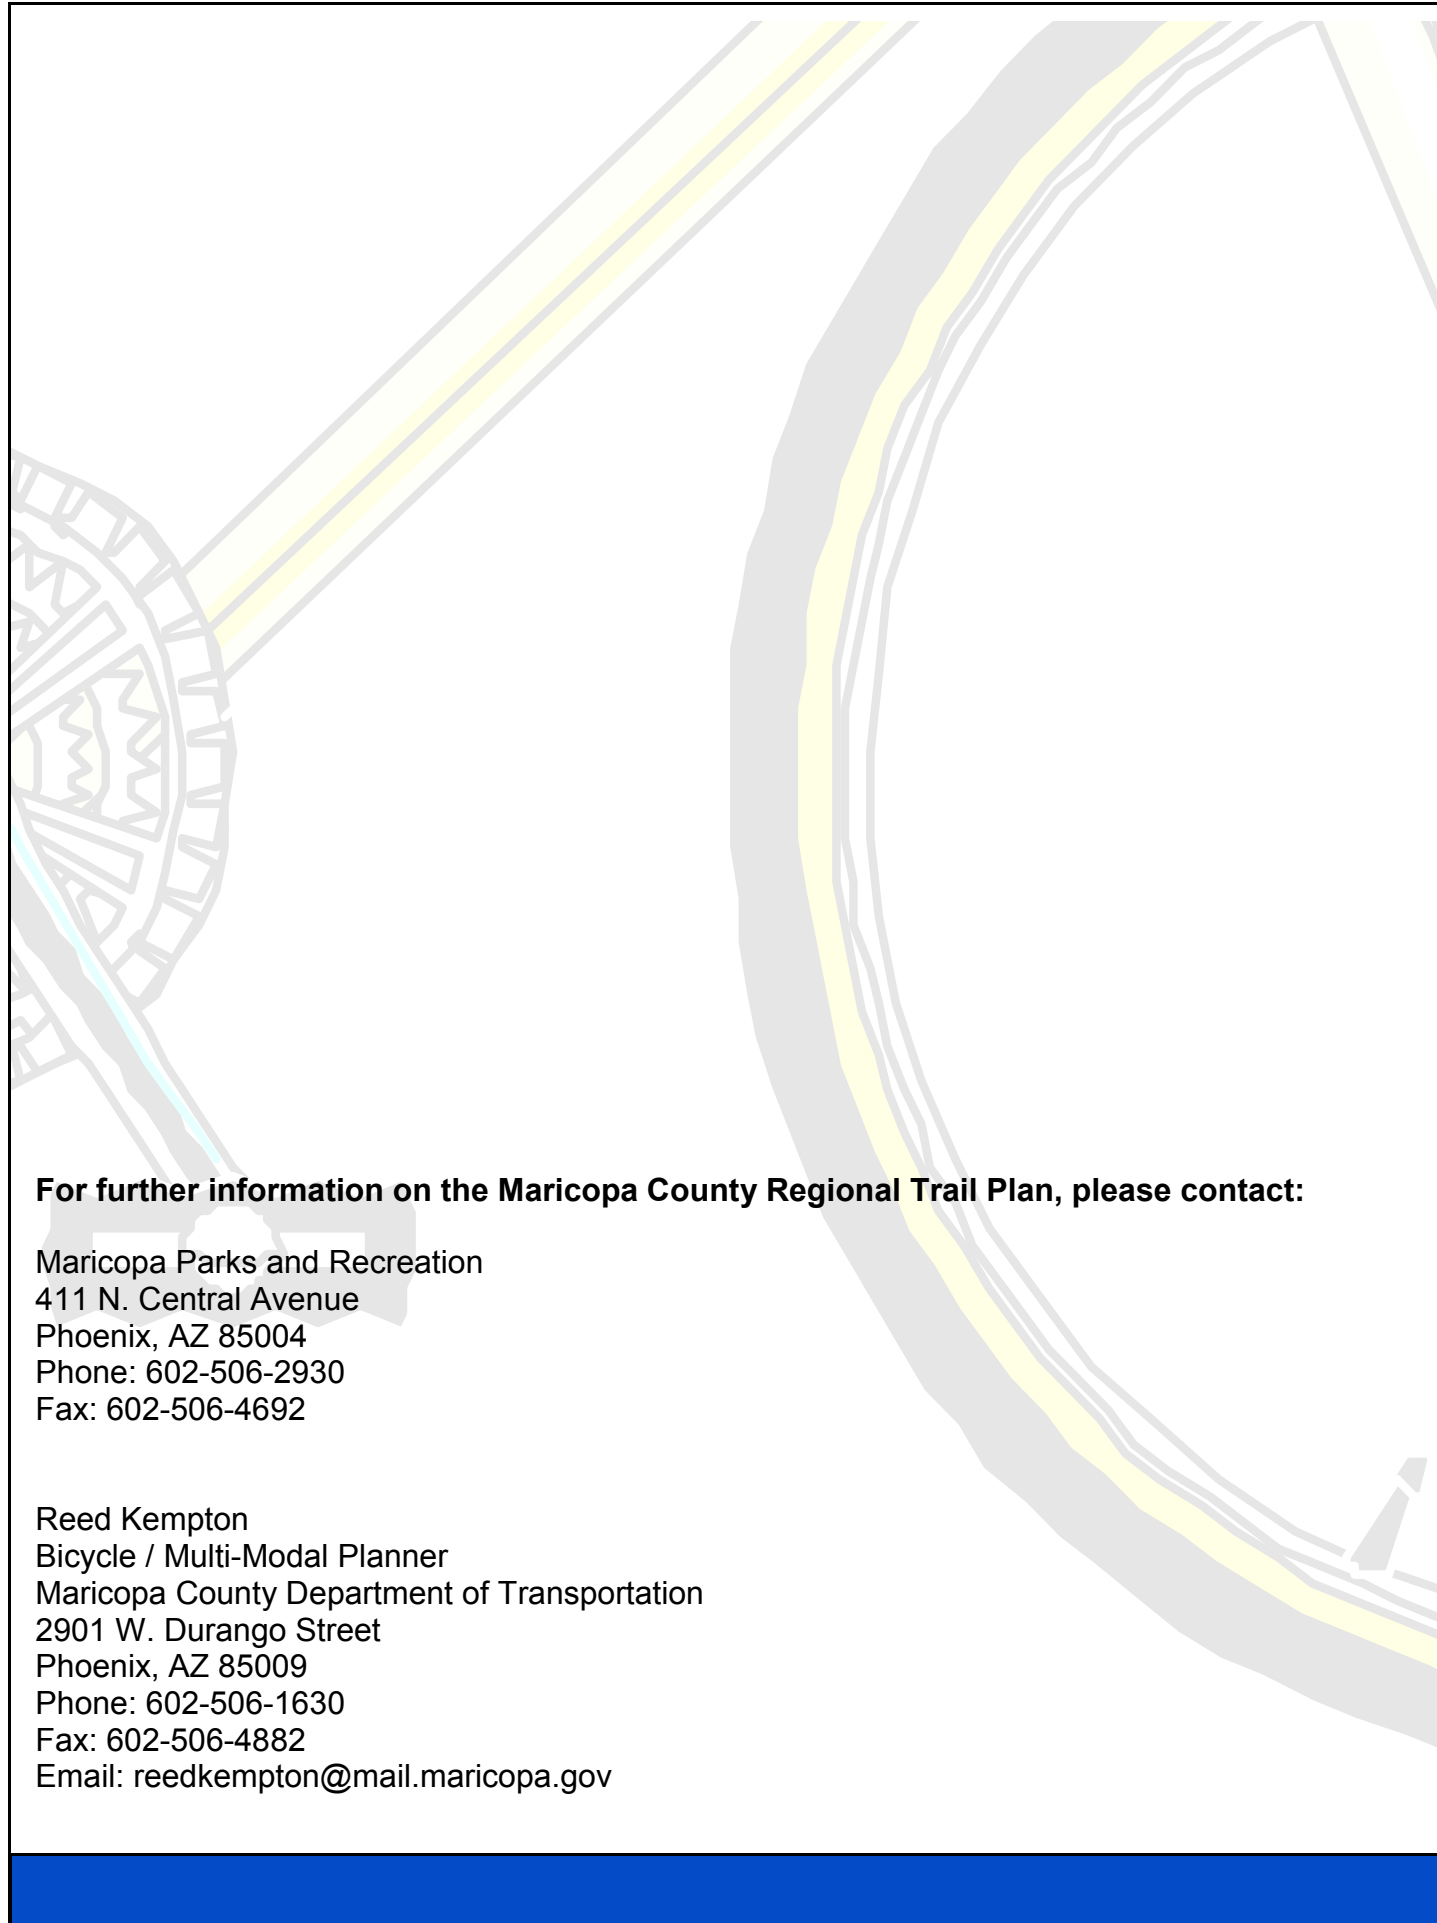 For further information on the Maricopa County Regional Trail Plan, please contact:
Maricopa Parks and Recreation
411 N. Central Avenue
Phoenix, AZ 85004
Phone: 602-506-2930
Fax: 602-506-4692
Reed Kempton
Bicycle / Multi-Modal Planner
Maricopa County Department of Transportation
2901 W. Durango Street
Phoenix, AZ 85009
Phone: 602-506-1630
Fax: 602-506-4882
Email: reedkempton@mail.maricopa.gov